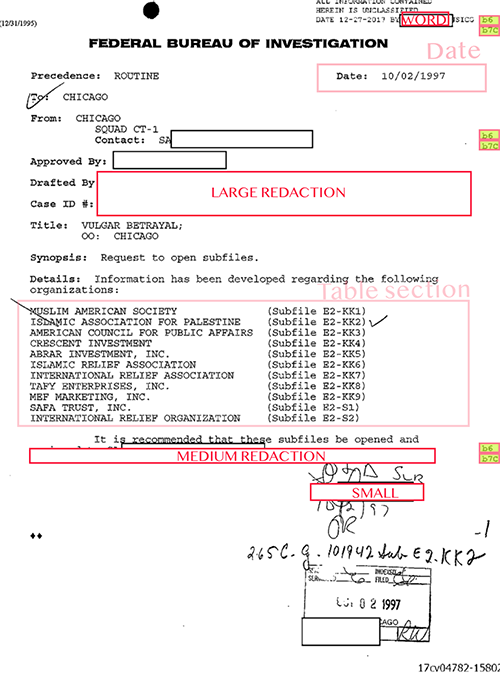 ALL INFORMATION CONTAINED
HEREIN IS UNCLASSIFIED
(12/31/1995) DATE 12-27-2017 BY WORD NSICG b6
b7C
FEDERAL BUREAU OF INVESTIGATION
Date
Precedence: ROUTINE Date: 10/02/1997
To: CHICAGO
From: CHICAGO
SQUAD CT-1 b6
Contact: SA b7C
Approved By:
Drafted By
LARGE REDACTION
Case ID #:
Title: VULGAR BETRAYAL;
OO: CHICAGO
Synopsis: Request to open subfiles.
Details: Information has been developed regarding the following
organizations:
Table section
MUSLIM AMERICAN SOCIETY (Subfile E2-KK1)
ISLAMIC ASSOCIATION FOR PALESTINE (Subfile E2-KK2)
AMERICAN COUNCIL FOR PUBLIC AFFAIRS (Subfile E2-KK3)
CRESCENT INVESTMENT (Subfile E2-KK4)
ABRAR INVESTMENT, INC. (Subfile E2-KK5)
ISLAMIC RELIEF ASSOCIATION (Subfile E2-KK6)
INTERNATIONAL RELIEF ASSOCIATION (Subfile E2-KK7)
TAFY ENTERPRISES, INC. (Subfile E2-KK8)
MEF MARKETING, INC. (Subfile E2-KK9)
SAFA TRUST, INC. (Subfile E2-S1)
INTERNATIONAL RELIEF ORGANIZATION (Subfile E2-S2)
It is recommended that these subfiles be opened and
MEDIUM REDACTION b6
b7C
SMALL
10/2/97
OK
-1
265C.g.101942 Sub E2.KK2
INDEXED
FILED
02 1997
17cv04782-15802